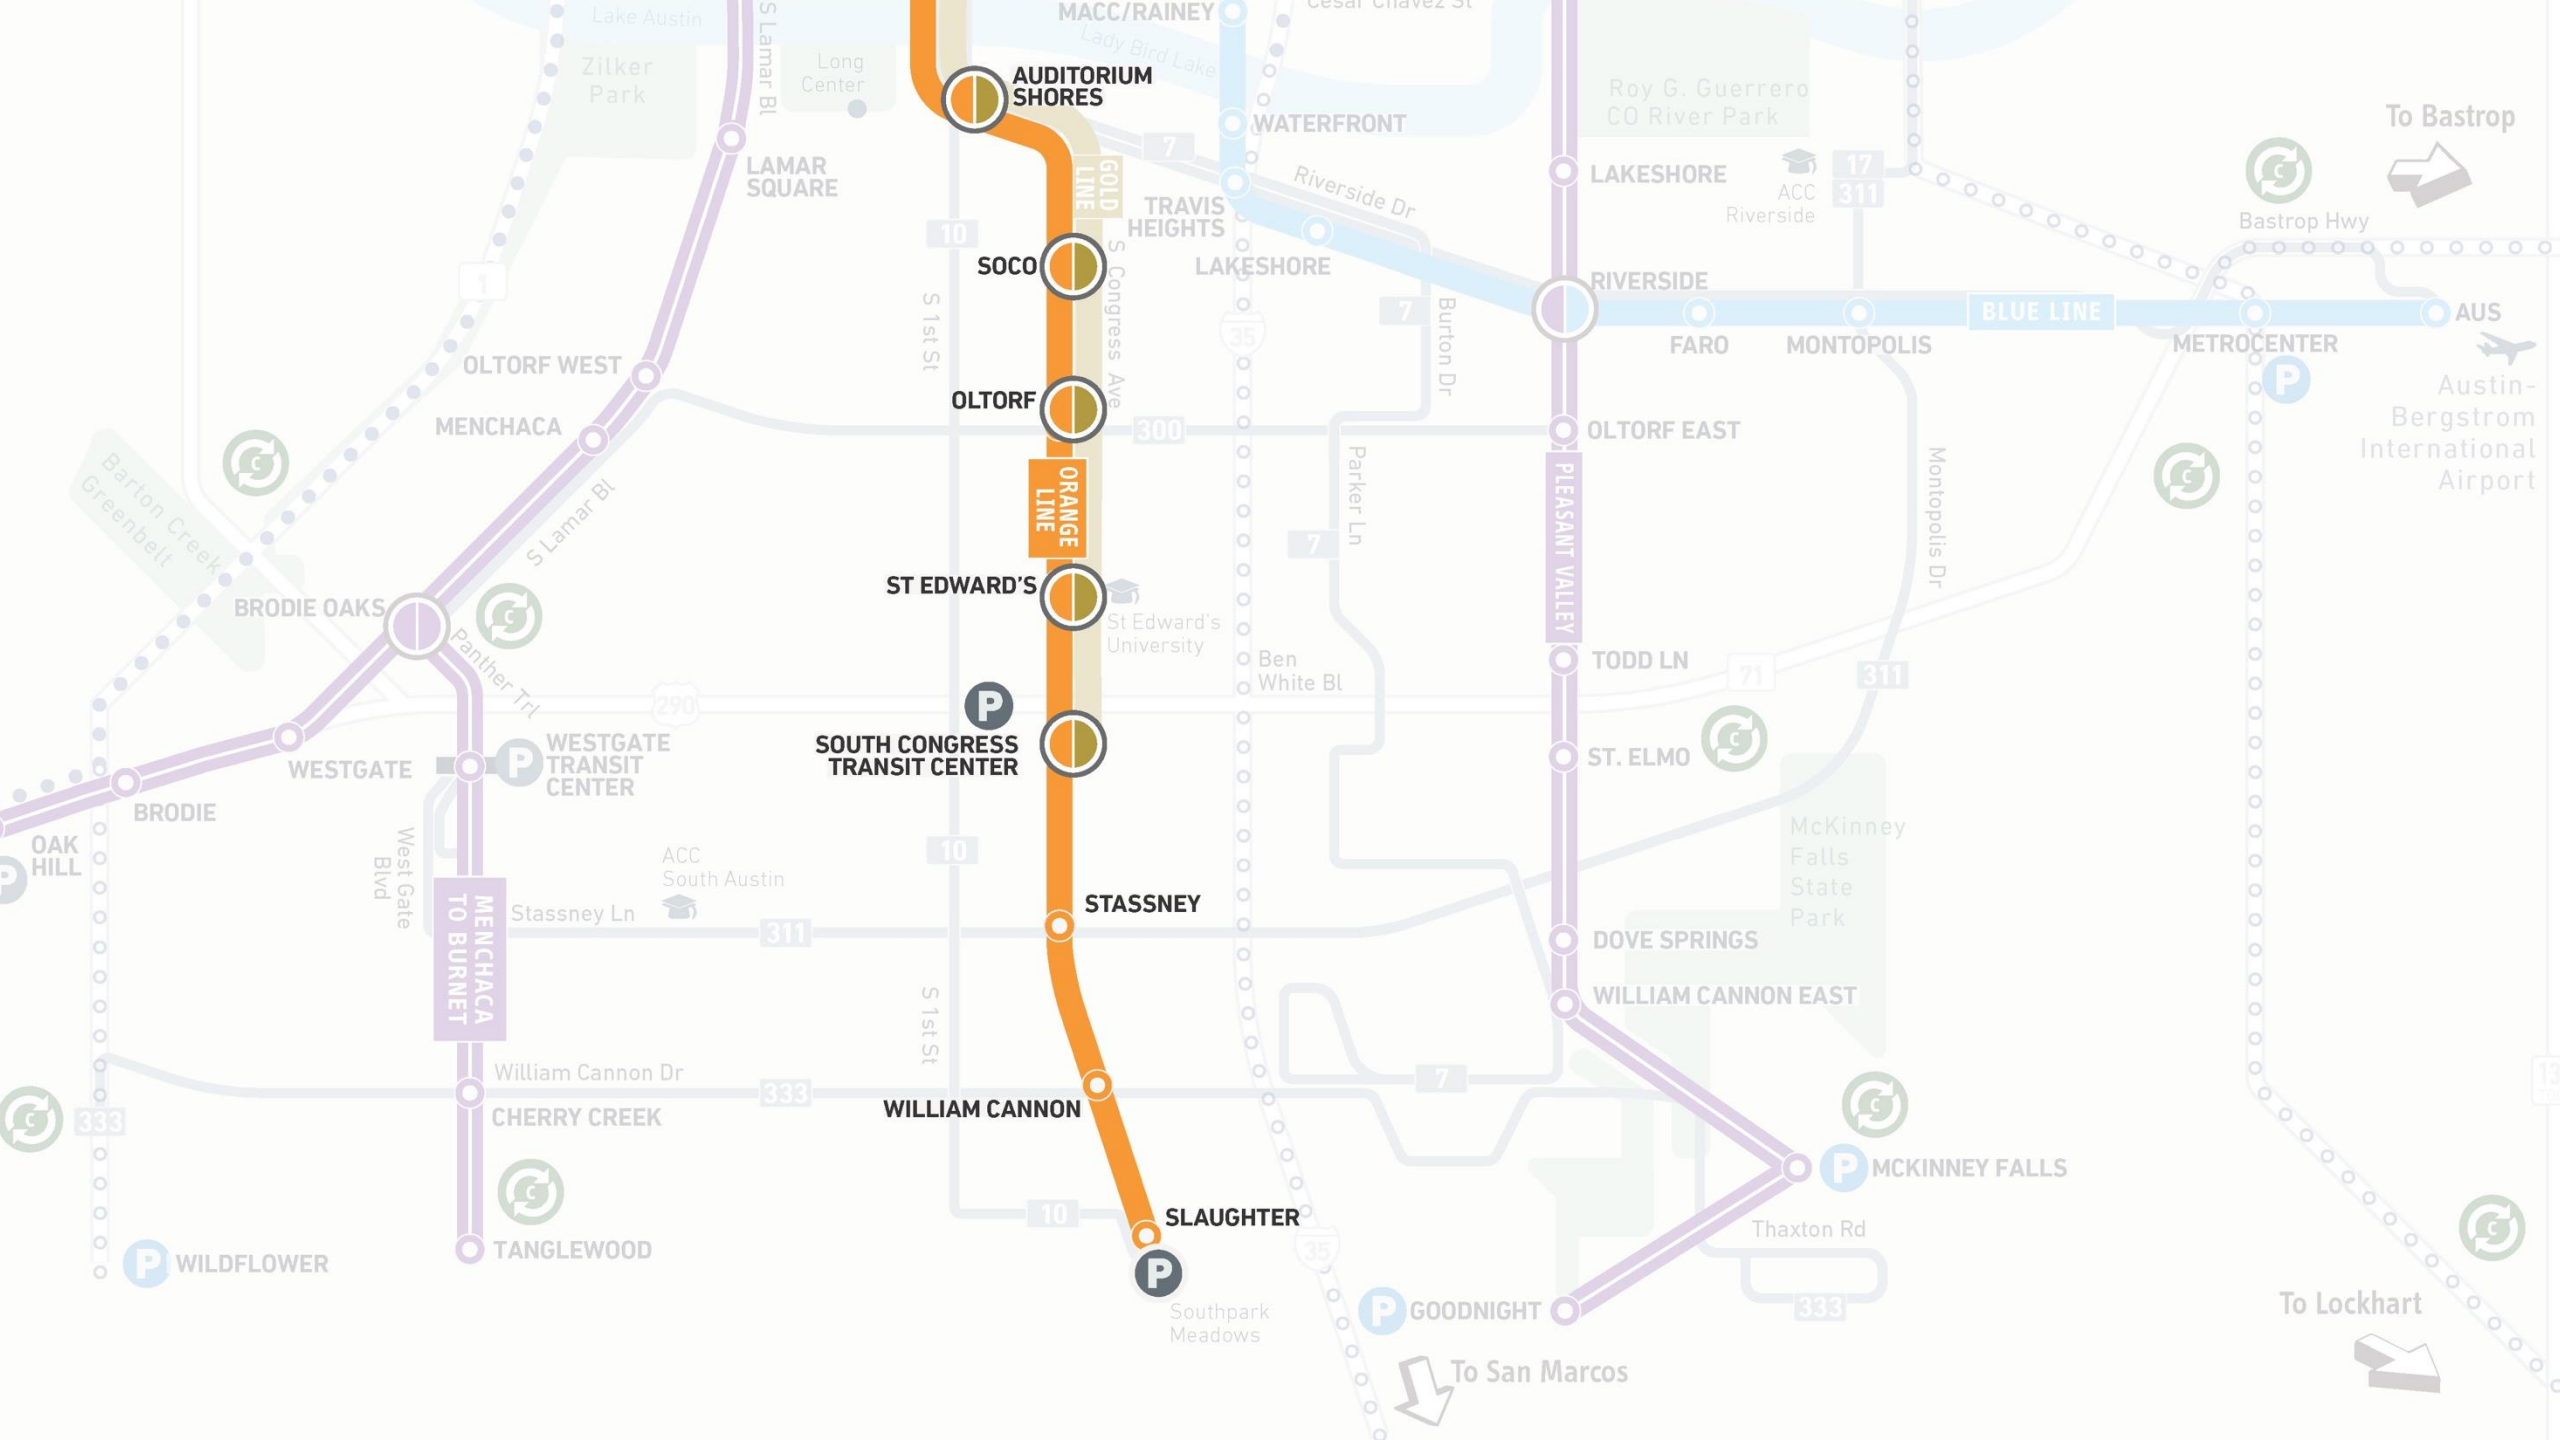 MACC/RAINEY
Cesar Chavez St
Lake Austin
S Lamar Bl
Lady Bird Lake
Zilker
Park
Long
Center
AUDITORIUM
SHORES
Roy G. Guerrero
CO River Park
WATERFRONT
To Bastrop
7
LAMAR
SQUARE
GOLD
LINE
LAKESHORE
17
311
ACC
Riverside
Riverside Dr
TRAVIS
HEIGHTS
Bastrop Hwy
10
SOCO
S Congress Ave
LAKESHORE
1
RIVERSIDE
S 1st St
35
7
Burton Dr
BLUE LINE
AUS
FARO
MONTOPOLIS
METROCENTER
P
OLTORF WEST
OLTORF
Austin-
Bergstrom
International
Airport
MENCHACA
300
OLTORF EAST
C
Barton Creek
Greenbelt
S Lamar Bl
ORANGE
LINE
Parker Ln
PLEASANT VALLEY
Montopolis Dr
C
7
ST EDWARD'S
St Edward's
University
BRODIE OAKS
C
Panther Trl
Ben
White Bl
TODD LN
71
311
290
P
SOUTH CONGRESS
TRANSIT CENTER
WESTGATE
P
WESTGATE
TRANSIT
CENTER
ST. ELMO
C
BRODIE
OAK
HILL
P
West Gate
Blvd
ACC
South Austin
10
McKinney
Falls
State
Park
STASSNEY
Stassney Ln
311
MENCHACA
TO BURNET
DOVE SPRINGS
WILLIAM CANNON EAST
S 1st St
William Cannon Dr
333
7
13
CHERRY CREEK
WILLIAM CANNON
C
333
C
C
P
MCKINNEY FALLS
10
SLAUGHTER
Thaxton Rd
C
35
P
WILDFLOWER
TANGLEWOOD
P
Southpark
Meadows
P
GOODNIGHT
333
To Lockhart
To San Marcos
C